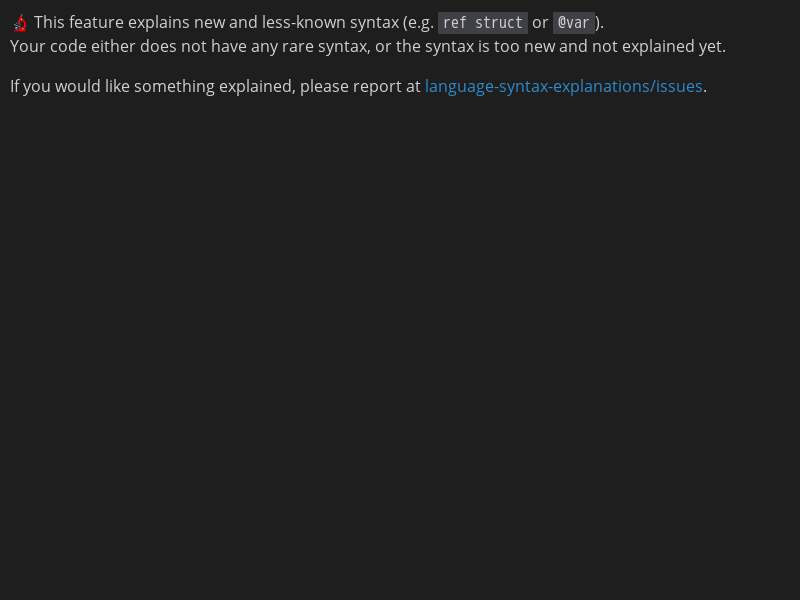 This feature explains new and less-known syntax (e.g. ref struct or @var).
Your code either does not have any rare syntax, or the syntax is too new and not explained yet.
If you would like something explained, please report at language-syntax-explanations/issues.